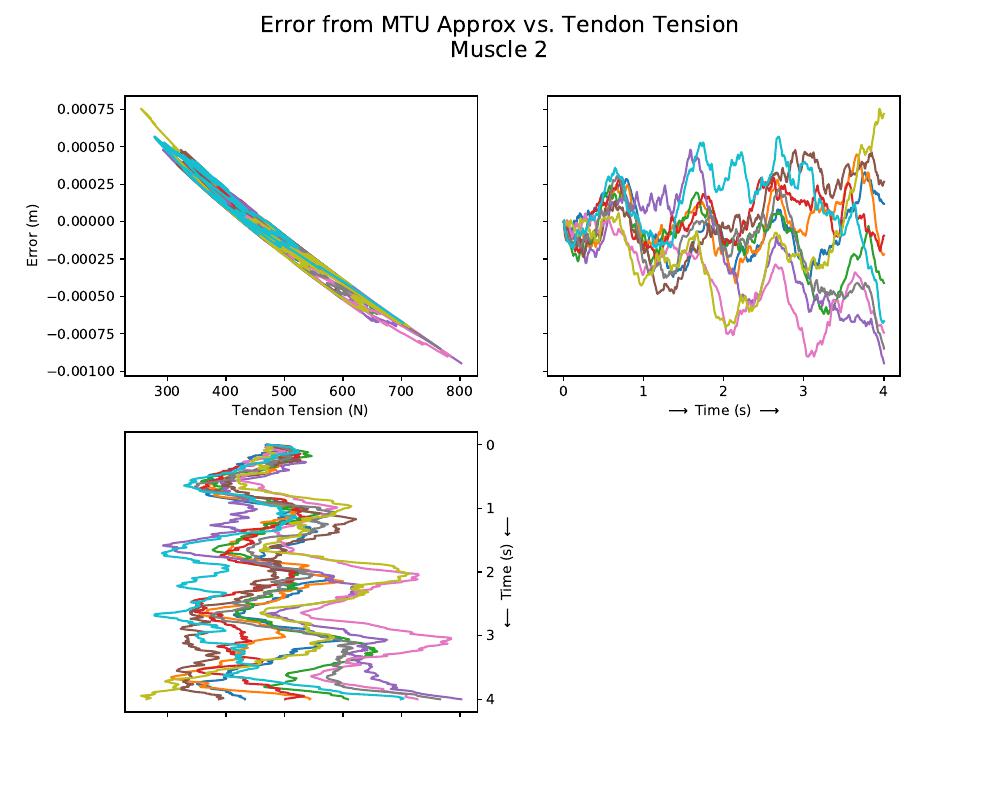 Error from MTU Approx vs. Tendon Tension
Muscle 2
0.00075
0.00050
0.00025
0.00000
−0.00025
−0.00050
−0.00075
−0.00100
Error (m)
300 400 500 600 700 800
Tendon Tension (N)
0 1 2 3 4
⟶ Time (s) ⟶
0
1
2
3
4
⟵ Time (s) ⟵